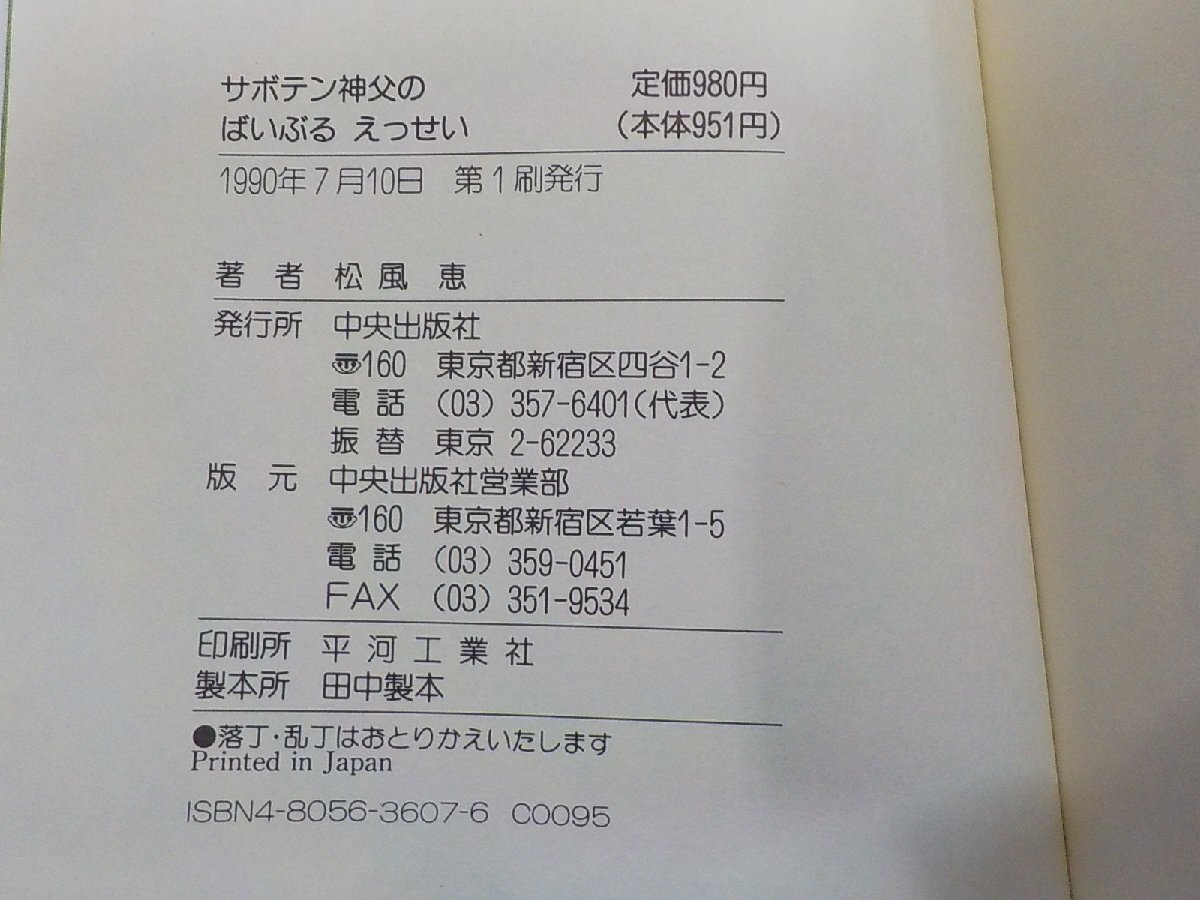 サボテン神父の 定価980円
ばいぶる えっせい （本体951円）
1990年7月10日 第1刷発行
著者 松風 恵
発行所 中央出版社
〠160 東京都新宿区四谷1-2
電話 （03）357-6401（代表）
振替 東京 2-62233
版元 中央出版社営業部
〠160 東京都新宿区若葉1-5
電話 （03）359-0451
FAX （03）351-9534
印刷所 平河工業社
製本所 田中製本
●落丁・乱丁はおとりかえいたします
Printed in Japan
ISBN4-8056-3607-6 C0095